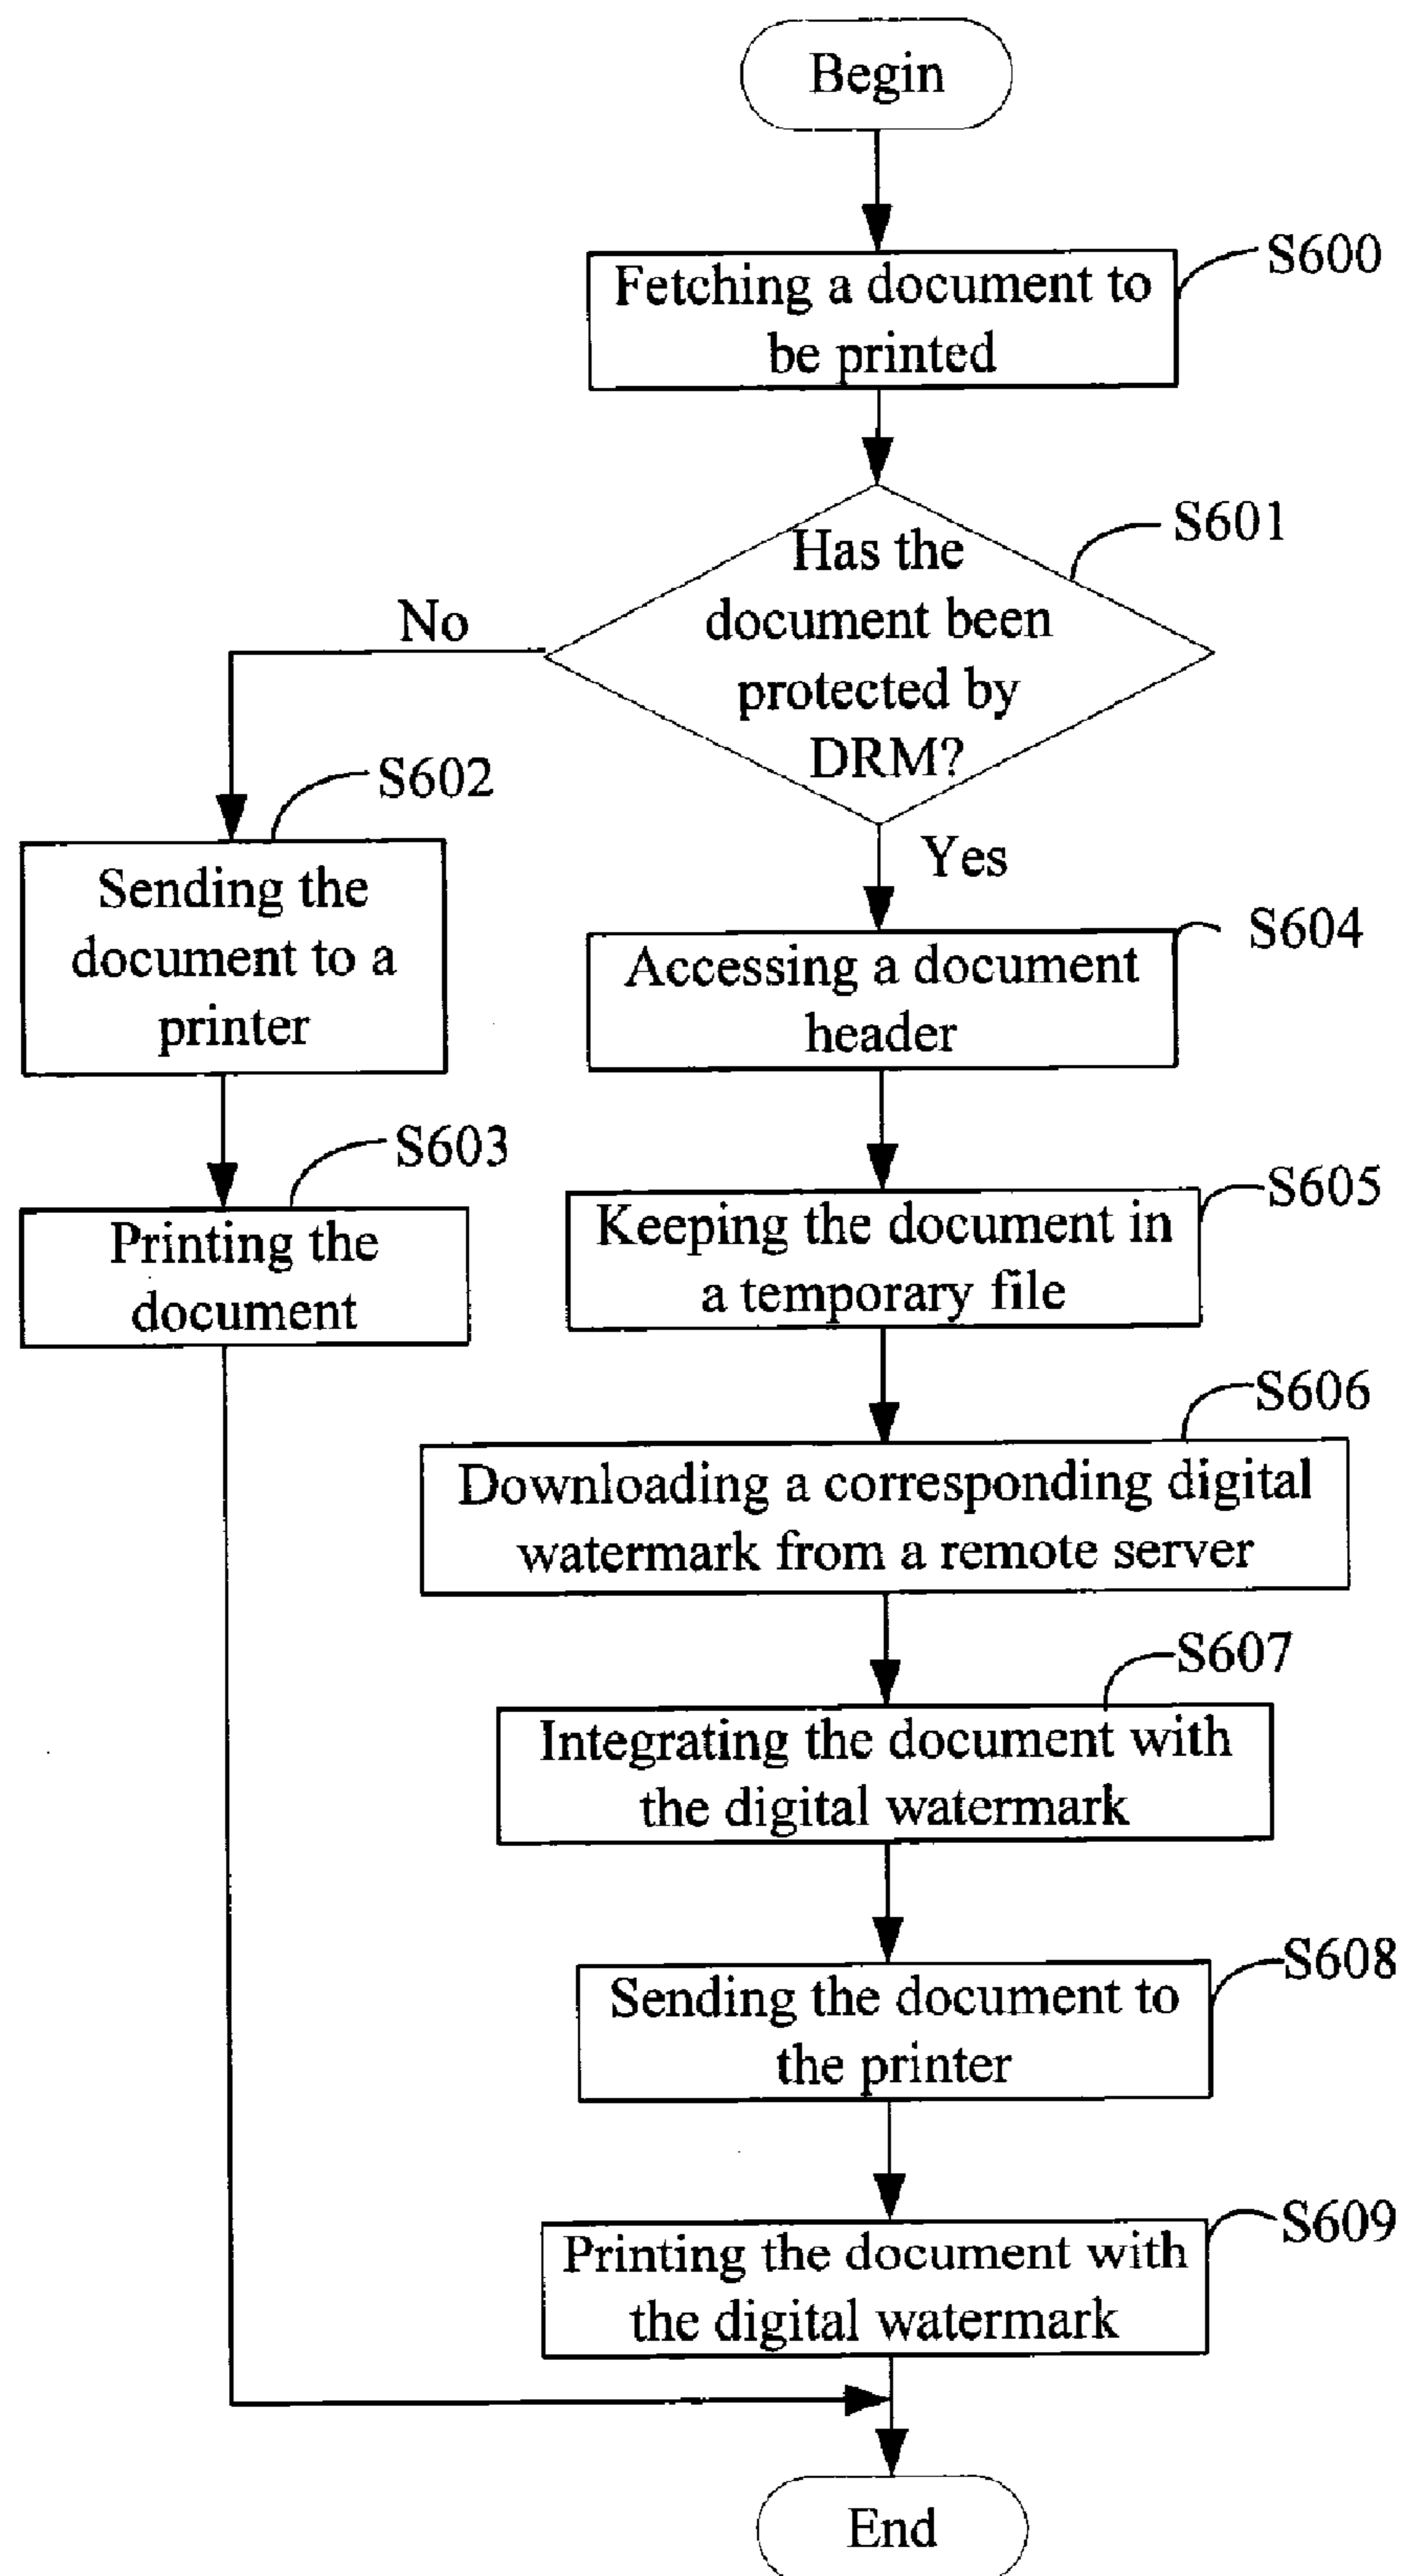 Begin
S600
Fetching a document to
be printed
S601
Has the
document been
protected by
DRM?
No
Yes
S602
Sending the
document to a
printer
S604
Accessing a document
header
S603
Printing the
document
S605
Keeping the document in
a temporary file
S606
Downloading a corresponding digital
watermark from a remote server
S607
Integrating the document with
the digital watermark
S608
Sending the document to
the printer
S609
Printing the document with
the digital watermark
End